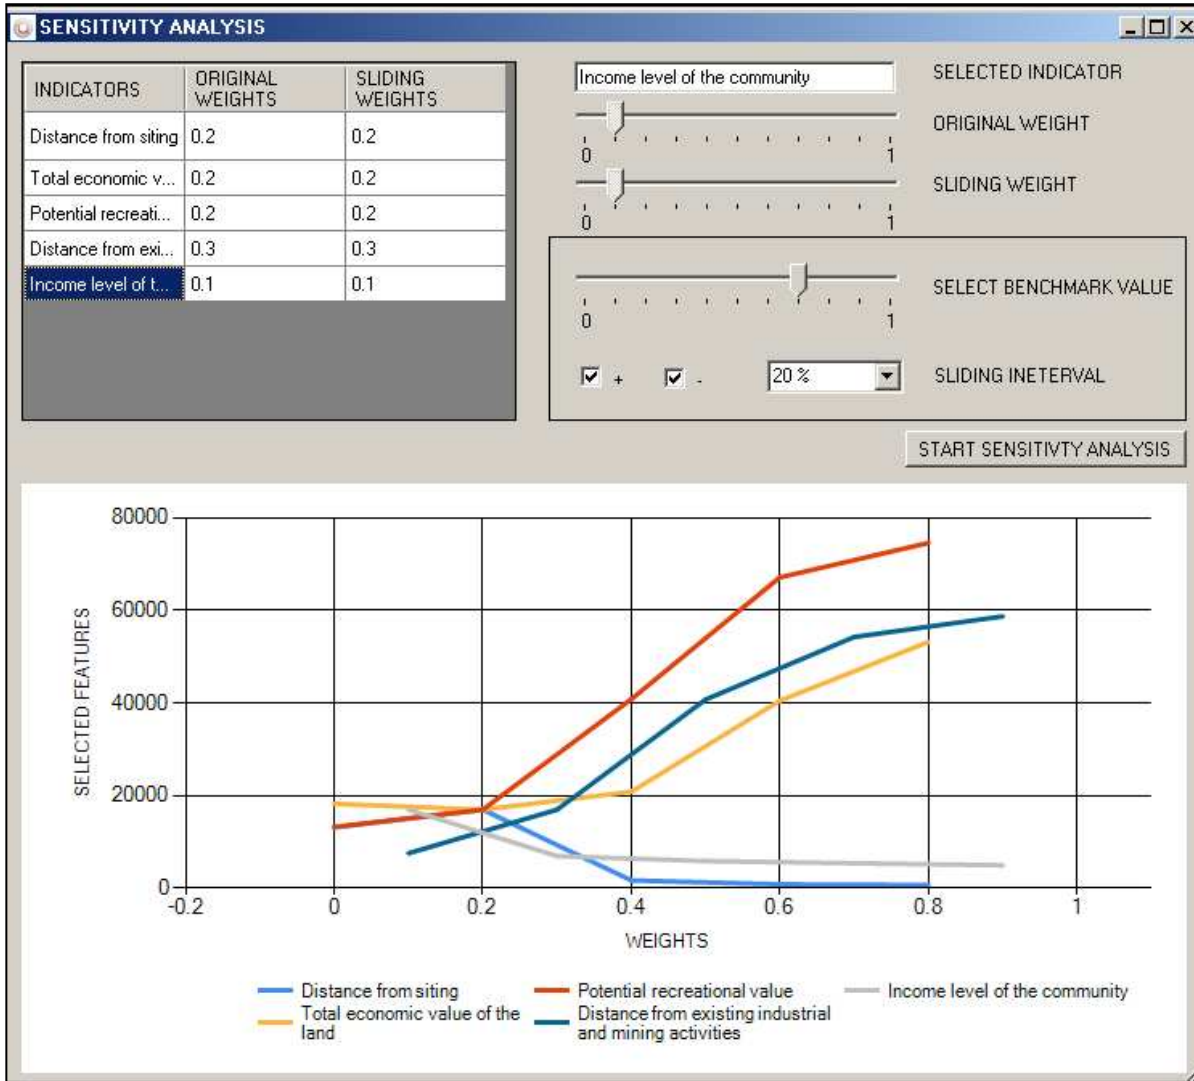 SENSITIVITY ANALYSIS
INDICATORS
ORIGINAL WEIGHTS
SLIDING WEIGHTS
Distance from siting 0.2 0.2
Total economic v... 0.2 0.2
Potential recreati... 0.2 0.2
Distance from exi... 0.3 0.3
Income level of t... 0.1 0.1
Income level of the community SELECTED INDICATOR
ORIGINAL WEIGHT
0 1
SLIDING WEIGHT
0 1
SELECT BENCHMARK VALUE
0 1
+ - 20 % SLIDING INETERVAL
START SENSITIVTY ANALYSIS
SELECTED FEATURES
80000
60000
40000
20000
0
-0.2 0 0.2 0.4 0.6 0.8 1
WEIGHTS
Distance from siting
Total economic value of the
land
Potential recreational value
Distance from existing industrial
and mining activities
Income level of the community